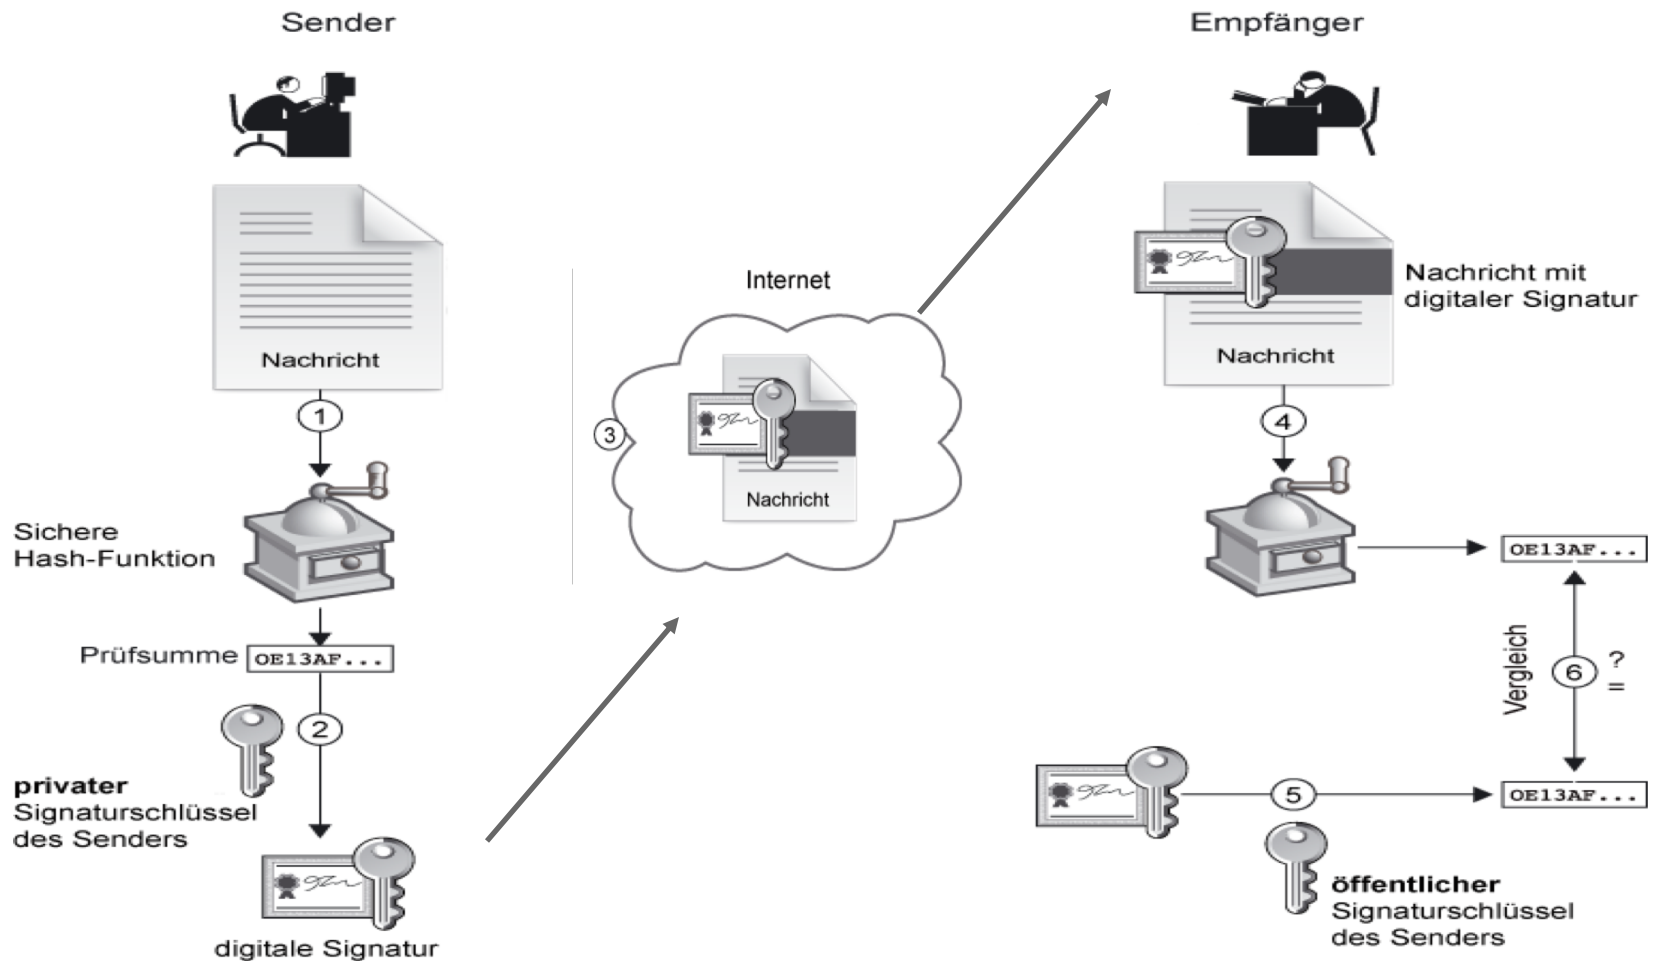 Sender
Nachricht
1
Sichere
Hash-Funktion
Prüfsumme
OE13AF...
2
privater
Signaturschlüssel
des Senders
digitale Signatur
Internet
3
Nachricht
Empfänger
Nachricht mit
digitaler Signatur
Nachricht
4
OE13AF...
Vergleich
6
?
=
5
OE13AF...
öffentlicher
Signaturschlüssel
des Senders